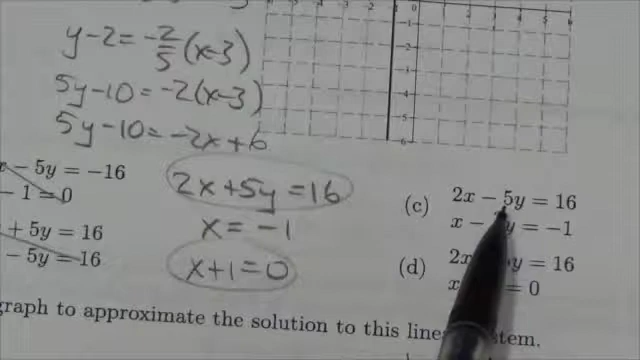 y-2 = -2/5 (x-3)
5y-10 = -2(x-3)
5y-10 = -2x+6
- 5y = -16
- 1 = 0
2x+5y = 16
x = -1
+ 5y = 16
- 5y = 16
x+1 = 0
(c) 2x - 5y = 16
x - y = -1
(d) 2x y = 16
x = 0
graph to approximate the solution to this line stem.